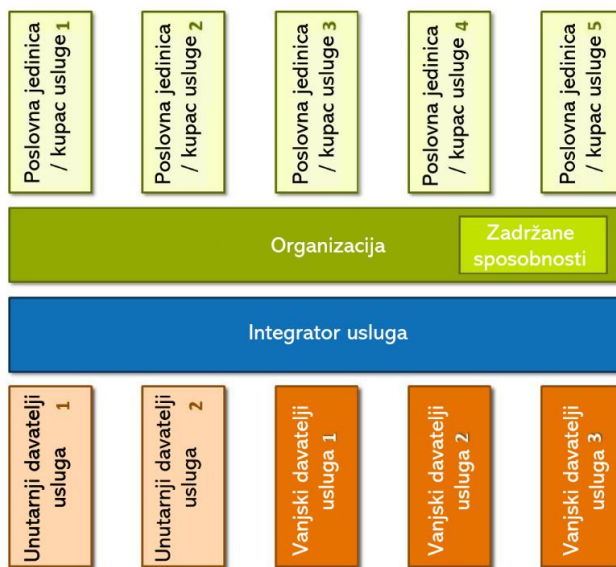 Poslovna jedinica
/ kupac usluge 1
Poslovna jedinica
/ kupac usluge 2
Poslovna jedinica
/ kupac usluge 3
Poslovna jedinica
/ kupac usluge 4
Poslovna jedinica
/ kupac usluge 5
Organizacija
Zadržane
sposobnosti
Integrator usluga
Unutarnji davatelji
usluga 1
Unutarnji davatelji
usluga 2
Vanjski davatelji
usluga 1
Vanjski davatelji
usluga 2
Vanjski davatelji
usluga 3